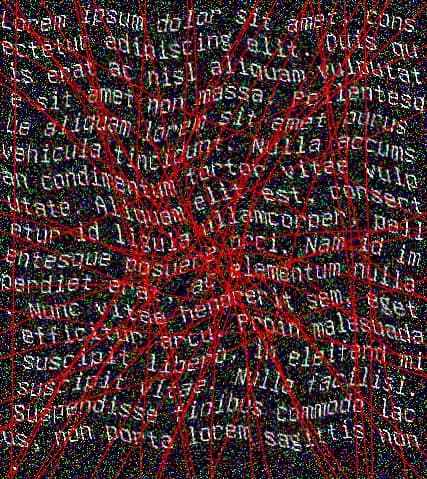 Lorem ipsum dolor sit amet, cons
ectetur adipiscing elit. Duis qu
is erat ac nisl aliquam vulputat
e sit amet non massa. Pellentesq
ue aliquam lorem sit amet purus
vehicula tincidunt. Nulla accums
an condimentum tortor vitae vulp
utate. Aliquam elit est, consect
etur id ligula ullamcorper, pell
entesque posuere orci. Nam id im
perdiet erat, at elementum nulla
. Nunc vitae hendrerit sem, eget
efficitur arcu. Proin malesuada
suscipit libero, in eleifend mi
suscipit vitae. Nulla facilisi.
Suspendisse finibus commodo lac
us, non porta lorem sagittis non
.